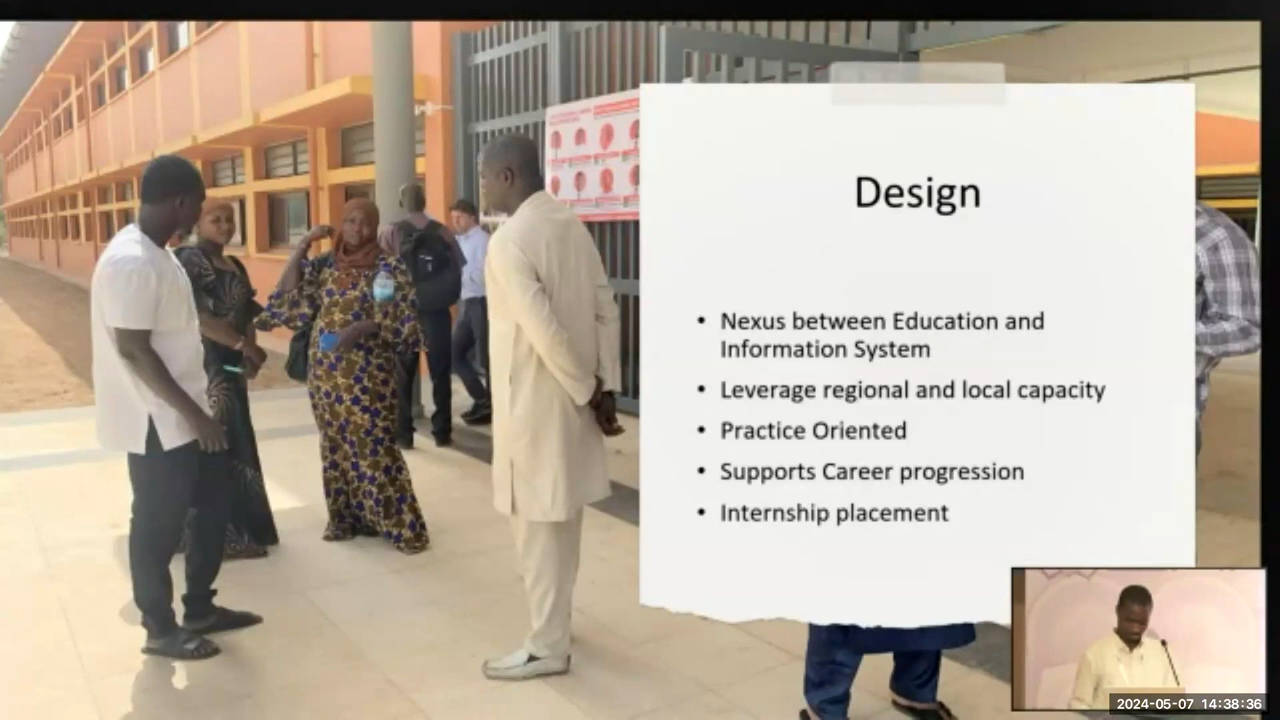 Design
• Nexus between Education and
Information System
• Leverage regional and local capacity
• Practice Oriented
• Supports Career progression
• Internship placement
2024-05-07 14:38:36